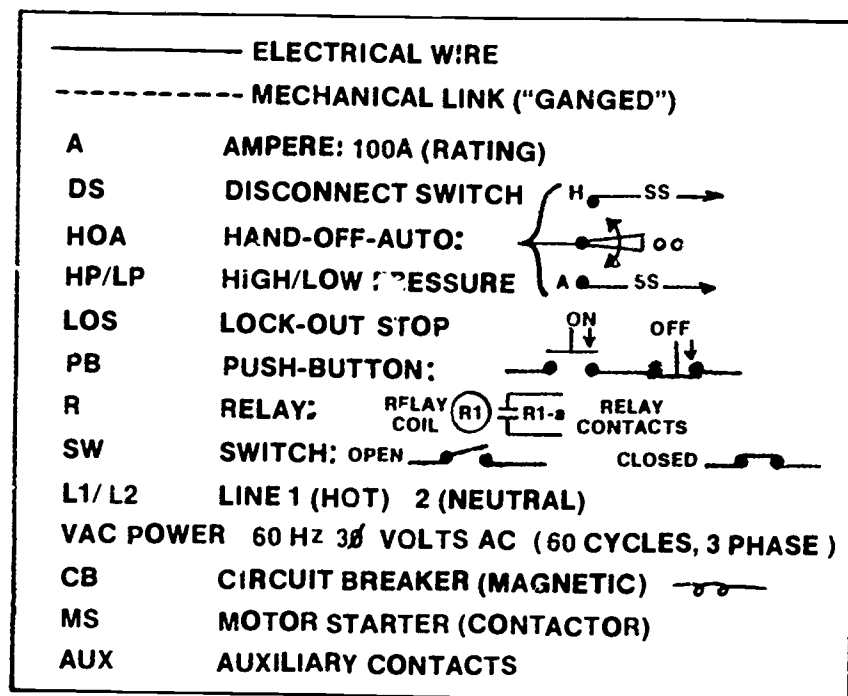 ELECTRICAL WIRE
MECHANICAL LINK ("GANGED")
A AMPERE: 100A (RATING)
DS DISCONNECT SWITCH H SS
HOA HAND-OFF-AUTO: OO
HP/LP HIGH/LOW PRESSURE A SS
LOS LOCK-OUT STOP ON OFF
PB PUSH-BUTTON:
R RELAY: RELAY COIL R1 R1-a RELAY CONTACTS
SW SWITCH: OPEN CLOSED
L1/L2 LINE 1 (HOT) 2 (NEUTRAL)
VAC POWER 60 Hz 3Ø VOLTS AC (60 CYCLES, 3 PHASE)
CB CIRCUIT BREAKER (MAGNETIC)
MS MOTOR STARTER (CONTACTOR)
AUX AUXILIARY CONTACTS